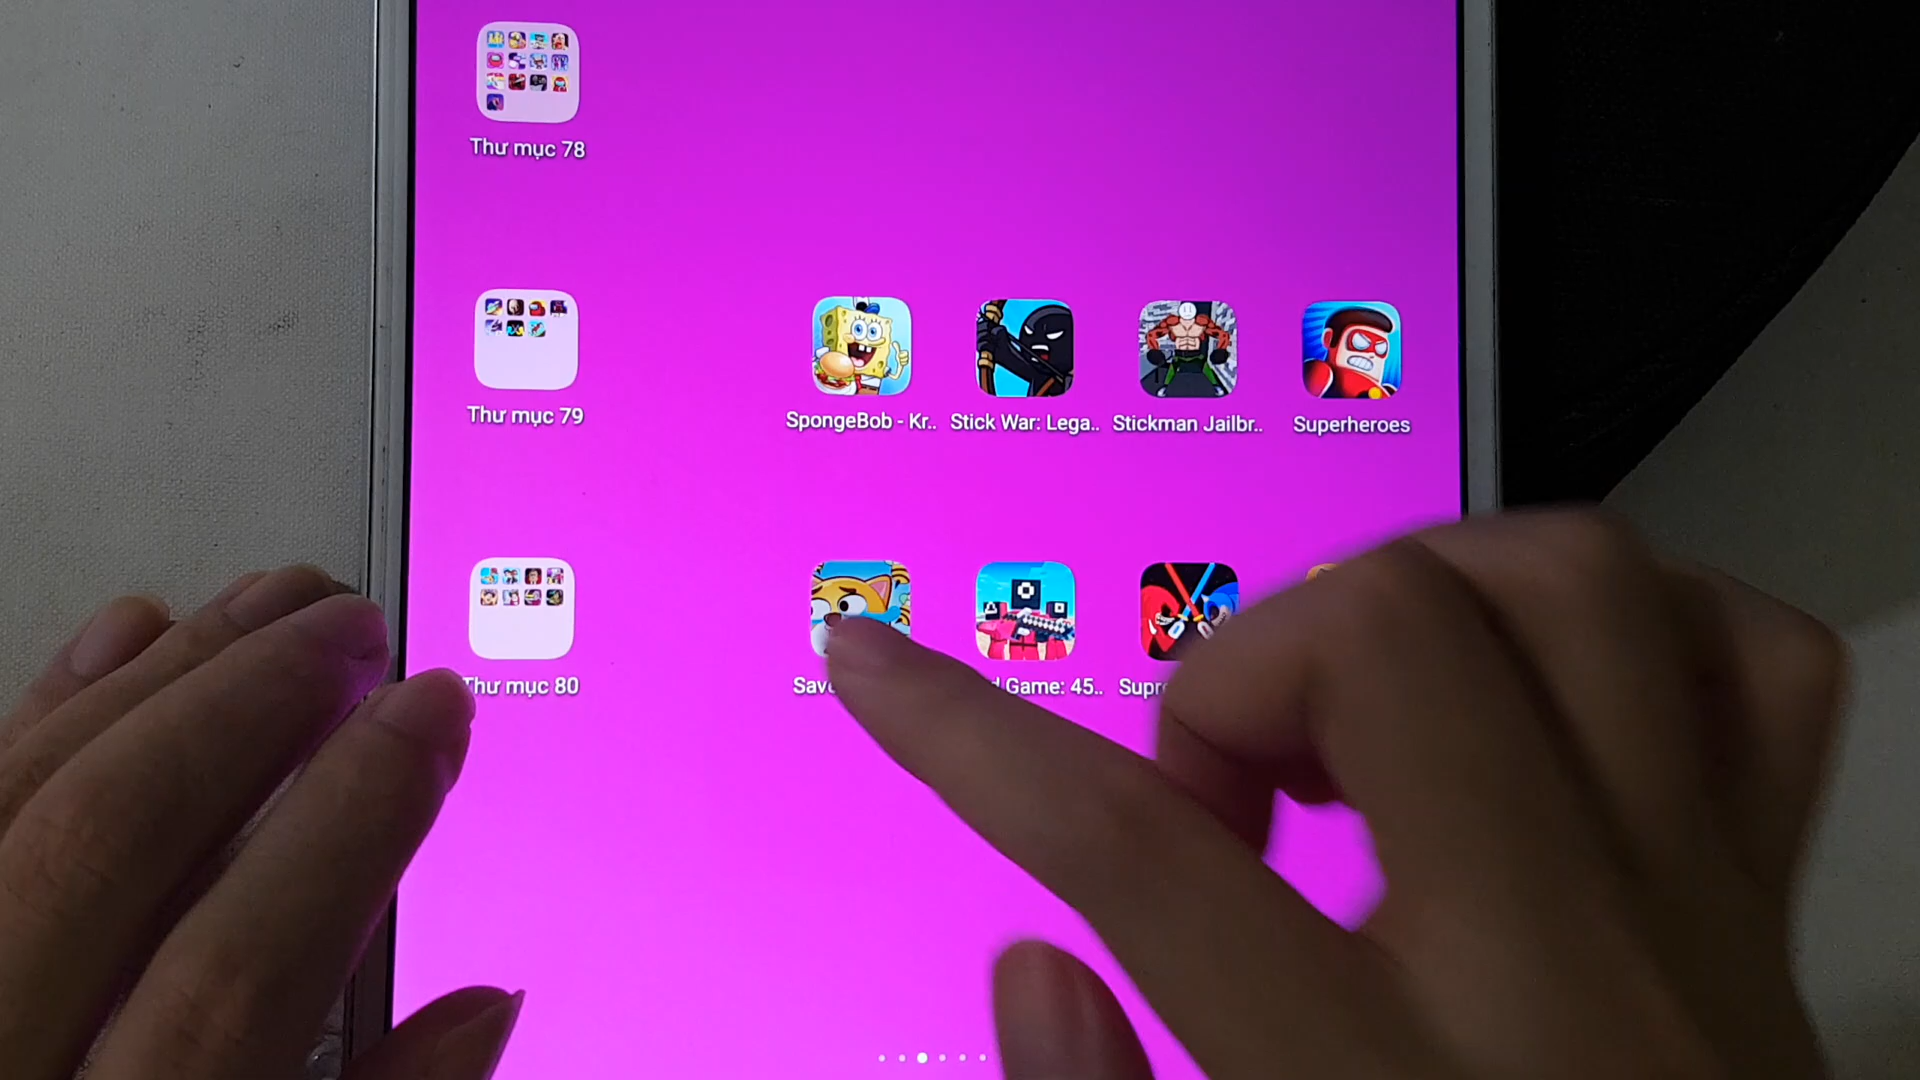 Thư mục 78
Thư mục 79
SpongeBob - Kr..
Stick War: Lega..
Stickman Jailbr..
Superheroes
Thư mục 80
Game: 45..